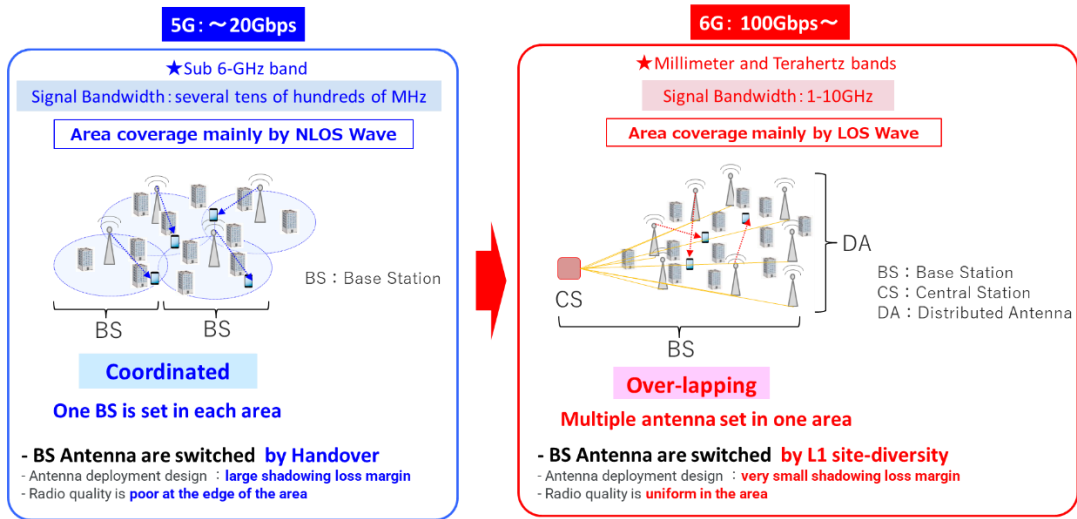 5G: ～20Gbps
★Sub 6-GHz band
Signal Bandwidth：several tens of hundreds of MHz
Area coverage mainly by NLOS Wave
BS：Base Station
BS
BS
Coordinated
One BS is set in each area
- BS Antenna are switched by Handover
- Antenna deployment design ：large shadowing loss margin
- Radio quality is poor at the edge of the area
6G: 100Gbps～
★Millimeter and Terahertz bands
Signal Bandwidth：1-10GHz
Area coverage mainly by LOS Wave
DA
CS
BS：Base Station
CS：Central Station
DA：Distributed Antenna
BS
Over-lapping
Multiple antenna set in one area
- BS Antenna are switched by L1 site-diversity
- Antenna deployment design ：very small shadowing loss margin
- Radio quality is uniform in the area